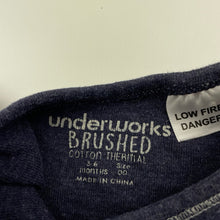 underworks
BRUSHED
COTTON THERMAL
3-6 Size
MONTHS 00
MADE IN CHINA
LOW FIRE
DANGER